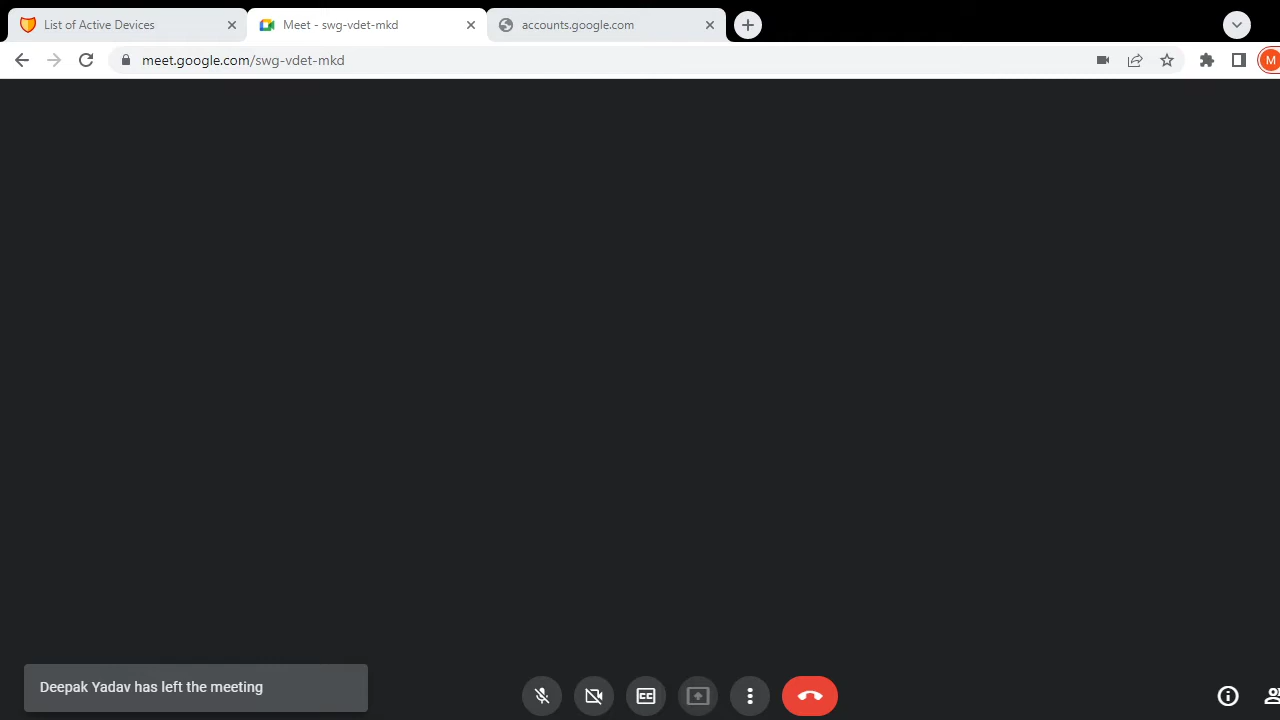 List of Active Devices
Meet - swg-vdet-mkd
accounts.google.com
meet.google.com/swg-vdet-mkd
M
Deepak Yadav has left the meeting
CC